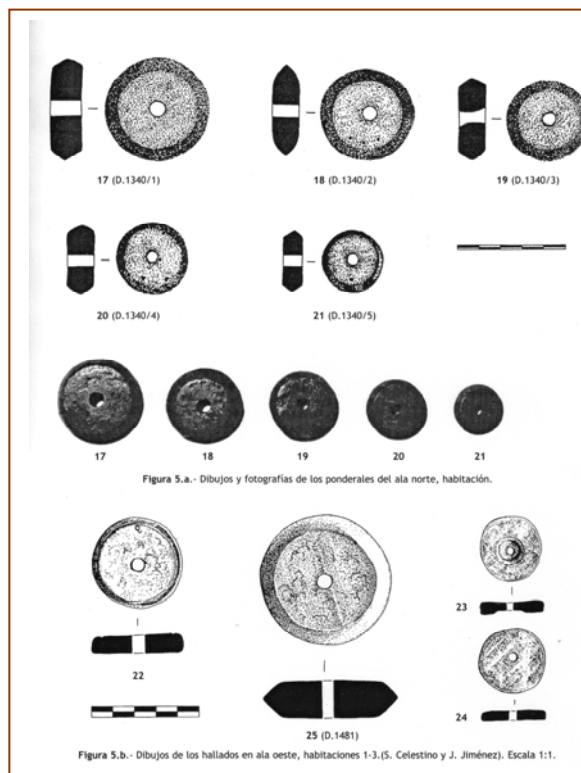 17 (D.1340/1) 18 (D.1340/2) 19 (D.1340/3)
20 (D.1340/4) 21 (D.1340/5)
17 18 19 20 21
Figura 5.a.- Dibujos y fotografías de los ponderales del ala norte, habitación.
22
23
24
25 (D.1481)
Figura 5.b.- Dibujos de los hallados en ala oeste, habitaciones 1-3.(S. Celestino y J. Jiménez). Escala 1:1.